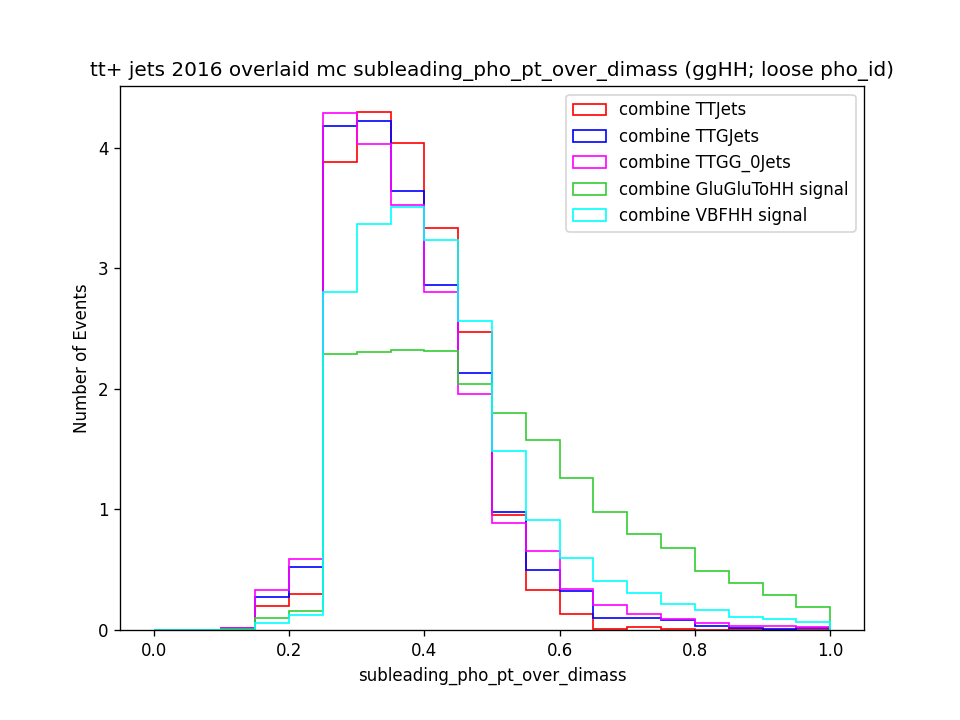 tt+ jets 2016 overlaid mc subleading_pho_pt_over_dimass (ggHH; loose pho_id)
combine TTJets
combine TTGJets
combine TTGG_0Jets
combine GluGluToHH signal
combine VBFHH signal
Number of Events
4
3
2
1
0
0.0 0.2 0.4 0.6 0.8 1.0
subleading_pho_pt_over_dimass